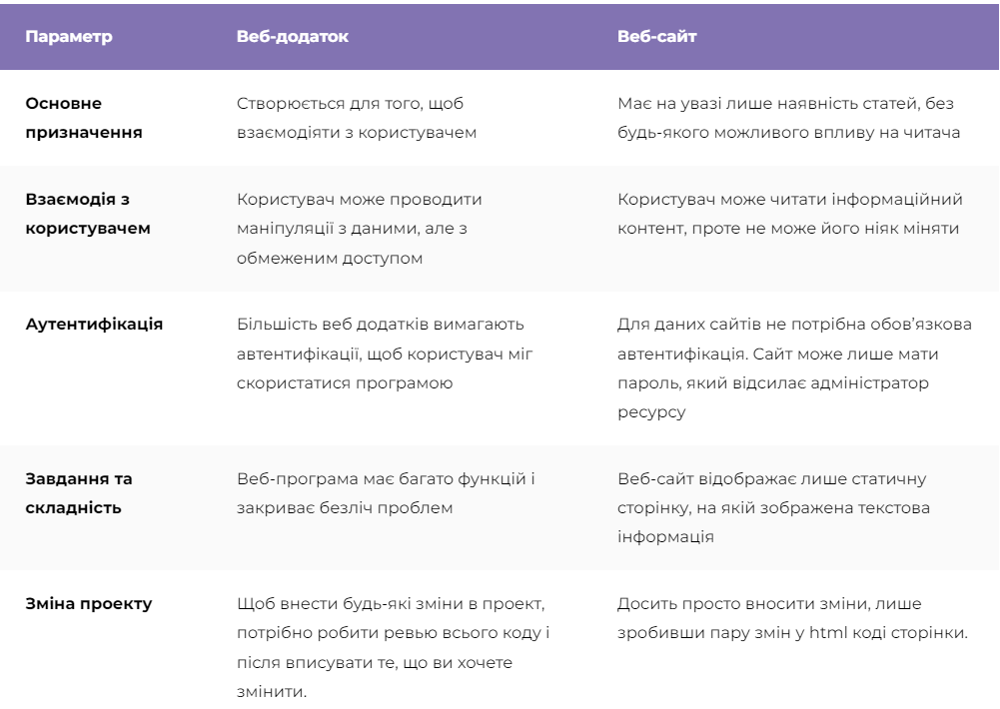 Параметр
Веб-додаток
Веб-сайт
Основне
призначення
Створюється для того, щоб
взаємодіяти з користувачем
Має на увазі лише наявність статей, без
будь-якого можливого впливу на читача
Взаємодія з
користувачем
Користувач може проводити
маніпуляції з даними, але з
обмеженим доступом
Користувач може читати інформаційний
контент, проте не може його ніяк міняти
Аутентифікація
Більшість веб додатків вимагають
автентифікації, щоб користувач міг
скористатися програмою
Для даних сайтів не потрібна обов’язкова
автентифікація. Сайт може лише мати
пароль, який відсилає адміністратор
ресурсу
Завдання та
складність
Веб-програма має багато функцій і
закриває безліч проблем
Веб-сайт відображає лише статичну
сторінку, на якій зображена текстова
інформація
Зміна проекту
Щоб внести будь-які зміни в проект,
потрібно робити ревью всього коду і
після вписувати те, що ви хочете
змінити.
Досить просто вносити зміни, лише
зробивши пару змін у html коді сторінки.